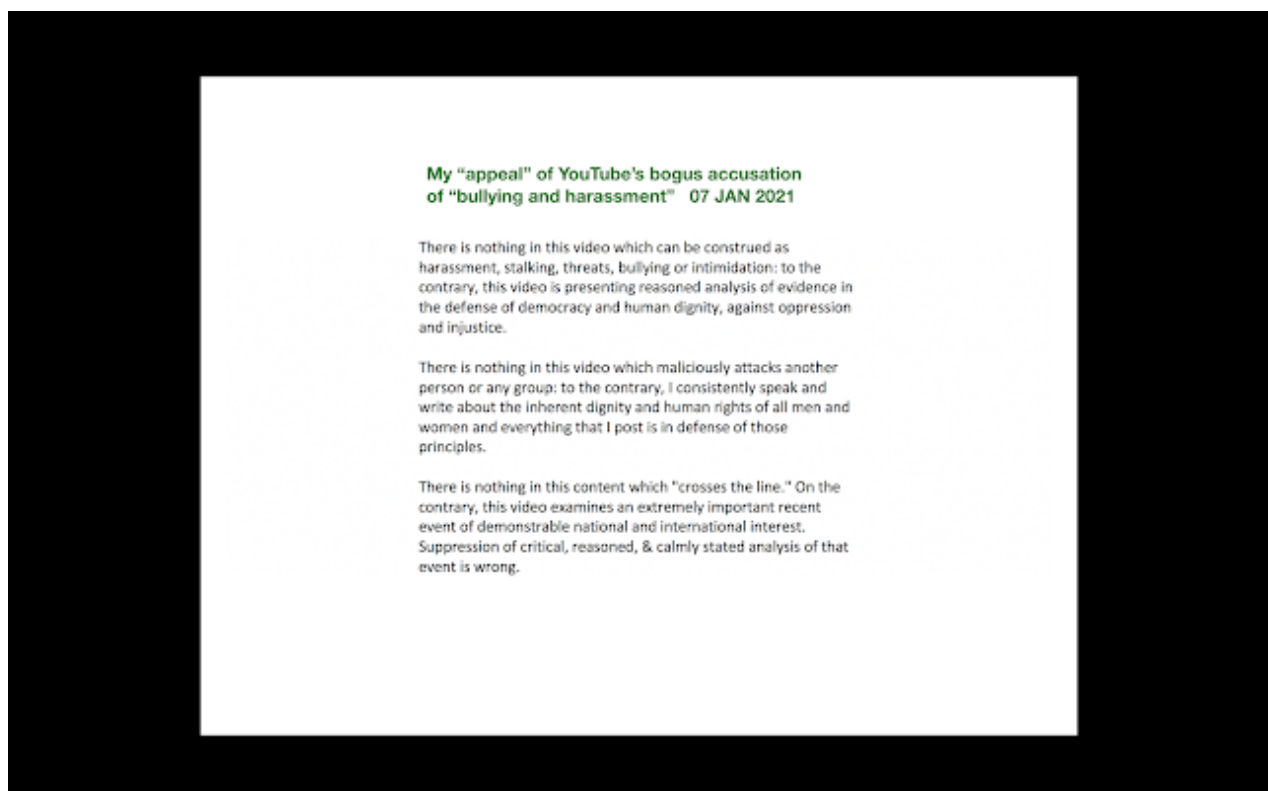 My “appeal” of YouTube’s bogus accusation
of “bullying and harassment” 07 JAN 2021
There is nothing in this video which can be construed as
harassment, stalking, threats, bullying or intimidation: to the
contrary, this video is presenting reasoned analysis of evidence in
the defense of democracy and human dignity, against oppression
and injustice.
There is nothing in this video which maliciously attacks another
person or any group: to the contrary, I consistently speak and
write about the inherent dignity and human rights of all men and
women and everything that I post is in defense of those
principles.
There is nothing in this content which "crosses the line." On the
contrary, this video examines an extremely important recent
event of demonstrable national and international interest.
Suppression of critical, reasoned, & calmly stated analysis of that
event is wrong.